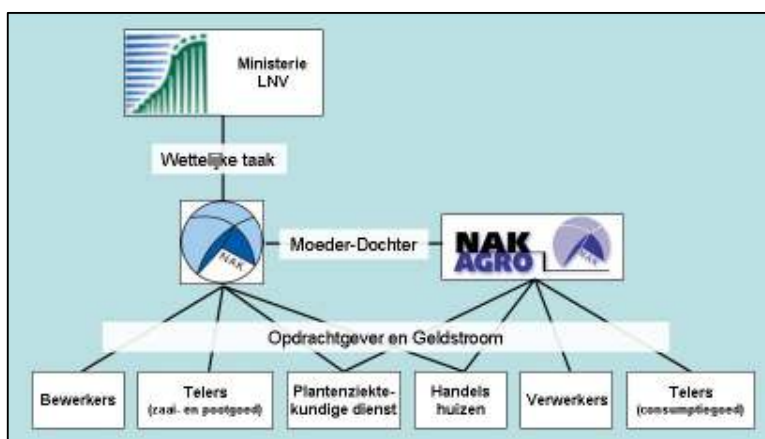 Ministerie
LNV
Wettelijke taak
NAK
Moeder-Dochter
NAK
AGRO
NAK
Opdrachtgever en Geldstroom
Bewerkers
Telers
(zaai- en pootgoed)
Plantenziekte-
kundige dienst
Handels
huizen
Verwerkers
Telers
(consumptiegoed)